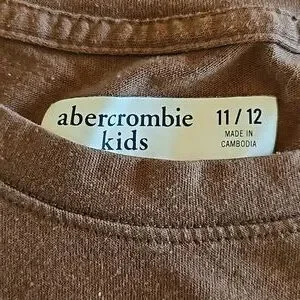 abercrombie
kids
11 / 12
MADE IN
CAMBODIA